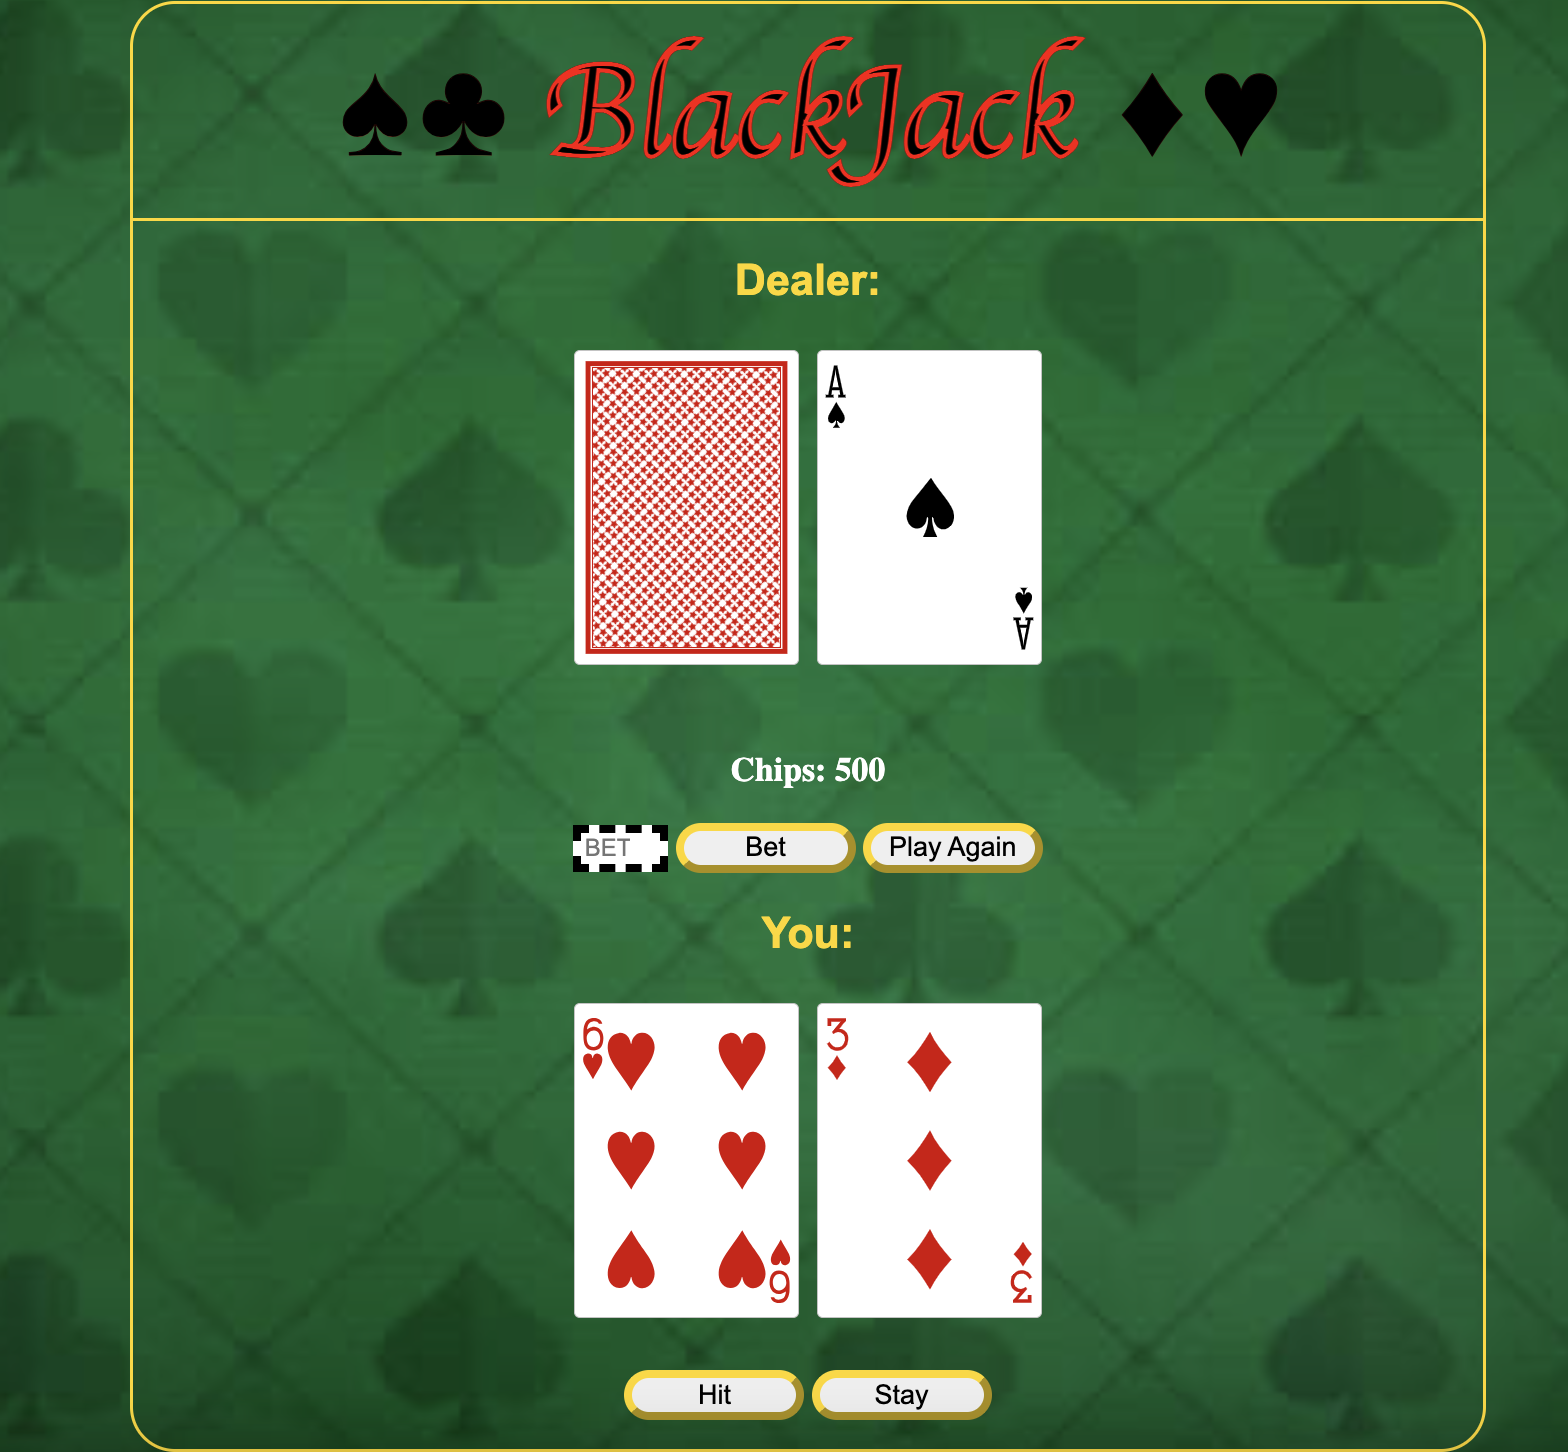 ♠♣ BlackJack ♦♥
Dealer:
A
A
Chips: 500
BET Bet Play Again
You:
6 3
6 3
Hit Stay